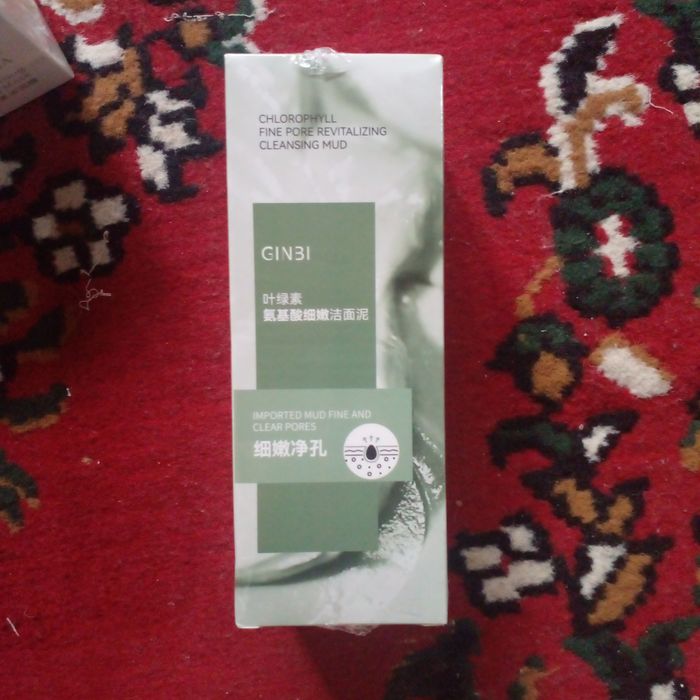 CHLOROPHYLL
FINE PORE REVITALIZING
CLEANSING MUD
GINBI
叶绿素
氨基酸细嫩洁面泥
IMPORTED MUD FINE AND
CLEAR PORES
细嫩净孔